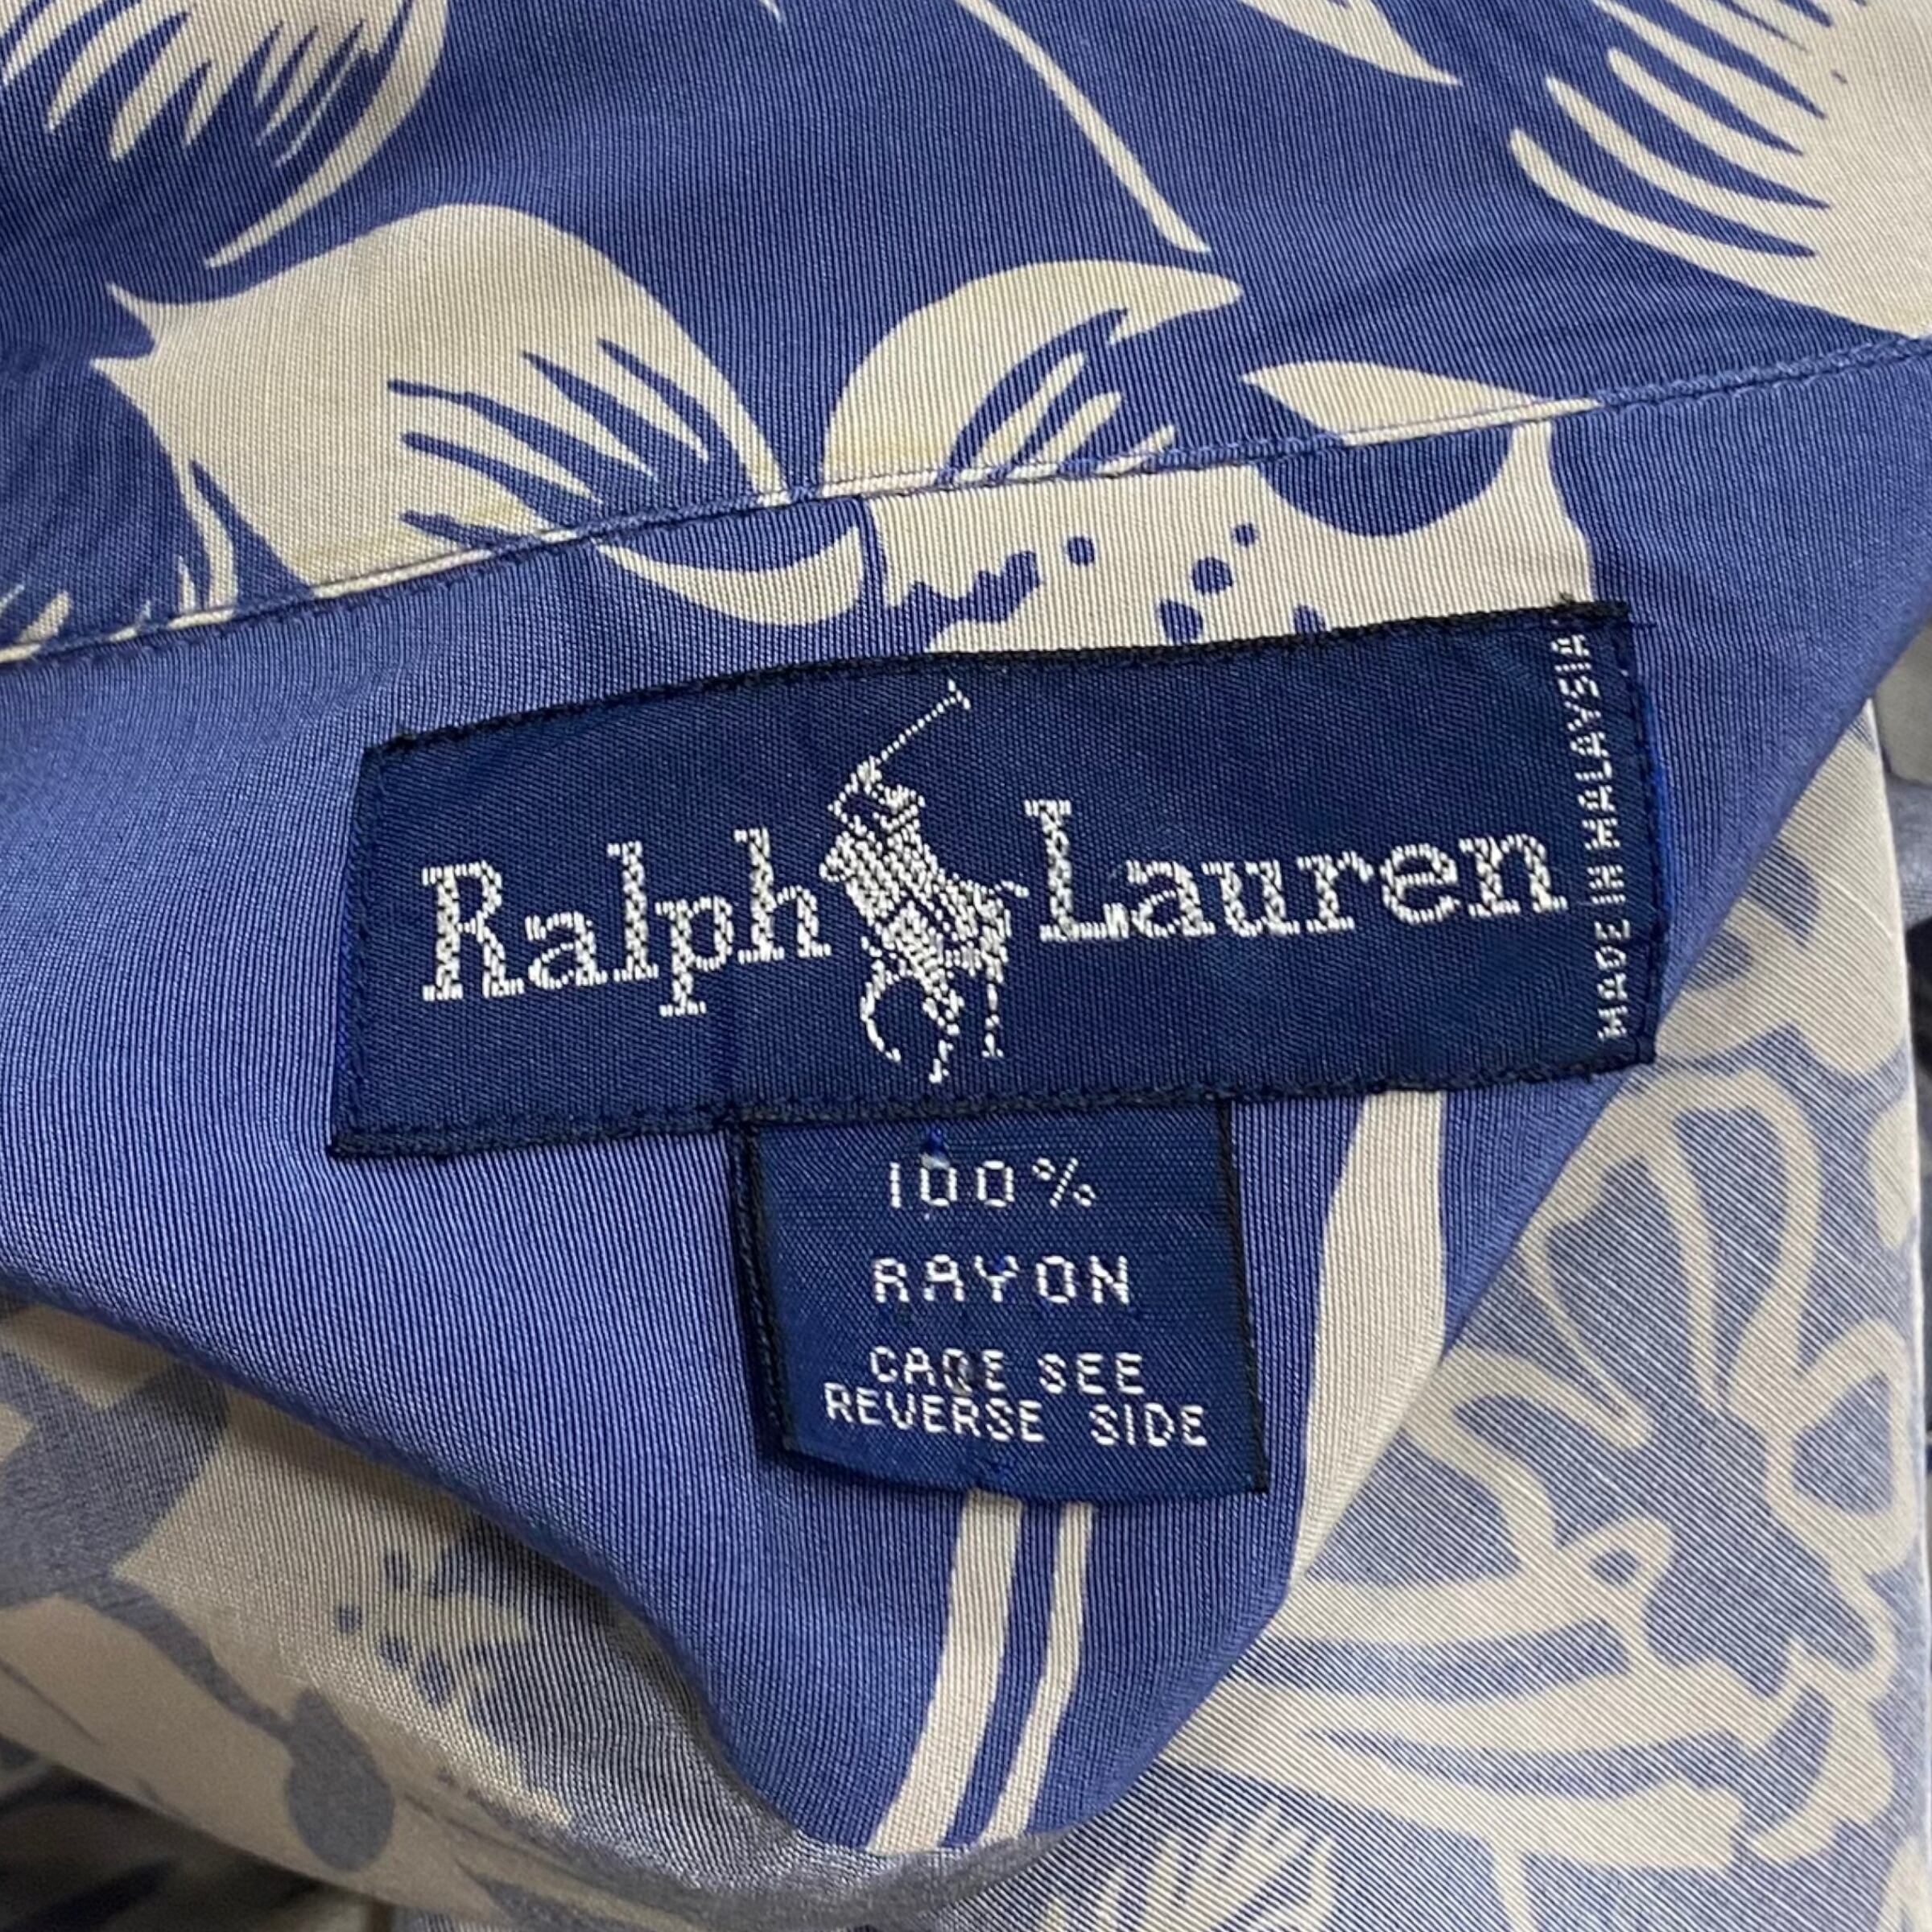 Ralph Lauren
MADE IN MALAYSIA
100%
RAYON
CARE SEE
REVERSE SIDE